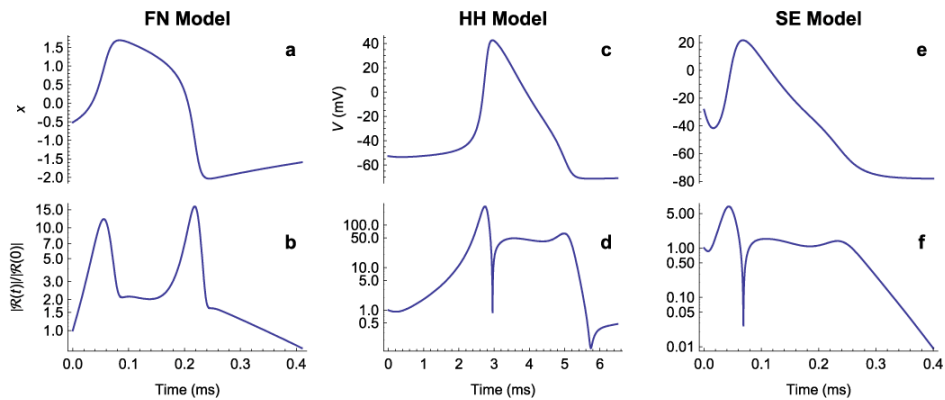 FN Model
HH Model
SE Model
a
c
e
1.5
1.0
0.5
0.0
-0.5
-1.0
-1.5
-2.0
x
40
20
0
-20
-40
-60
V (mV)
20
0
-20
-40
-60
-80
b
d
f
15.0
10.0
7.0
5.0
3.0
2.0
1.5
1.0
|ℛ(t)|/|ℛ(0)|
100.0
50.0
10.0
5.0
1.0
0.5
5.00
1.00
0.50
0.10
0.05
0.01
0.0 0.1 0.2 0.3 0.4
0 1 2 3 4 5 6
0.0 0.1 0.2 0.3 0.4
Time (ms)
Time (ms)
Time (ms)